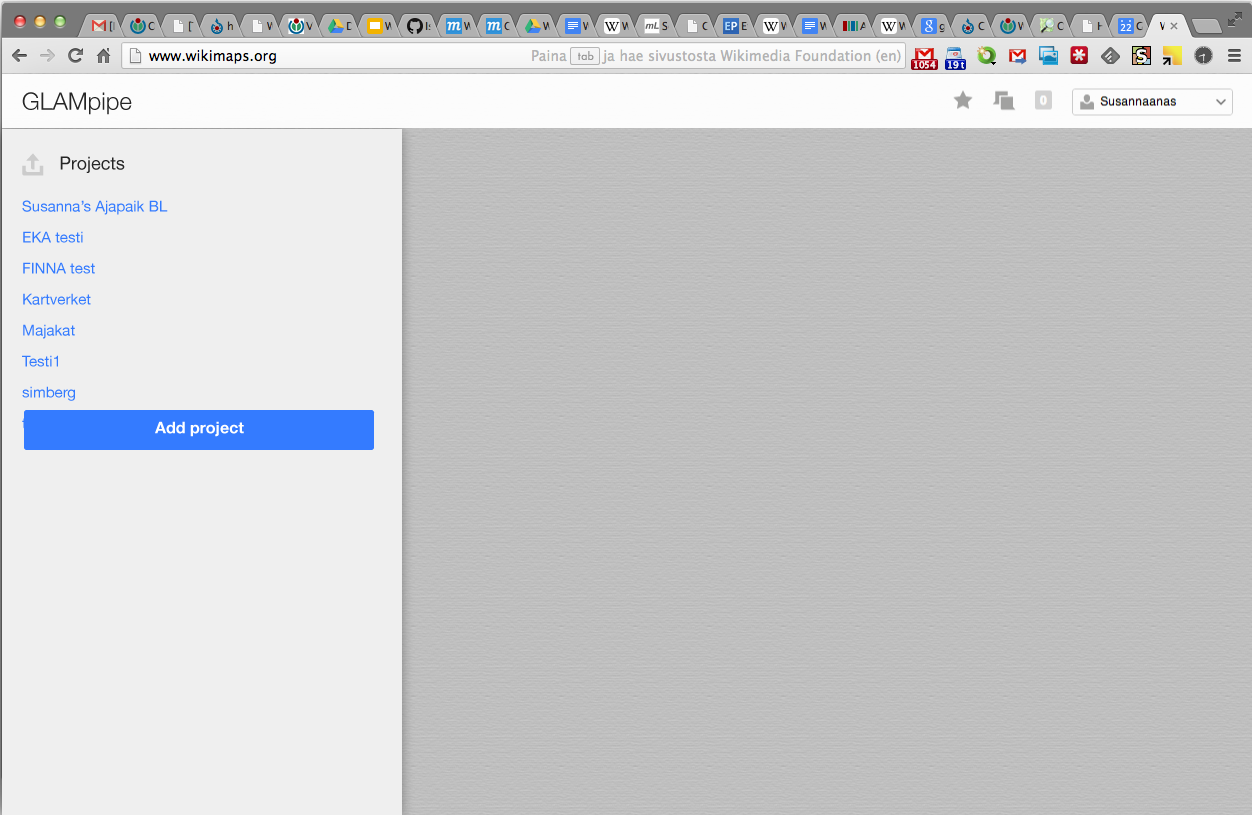 www.wikimaps.org Paina tab ja hae sivustosta Wikimedia Foundation (en) 1054 19 t
GLAMpipe 0 Susannaanas
Projects
Susanna’s Ajapaik BL
EKA testi
FINNA test
Kartverket
Majakat
Testi1
simberg
Add project